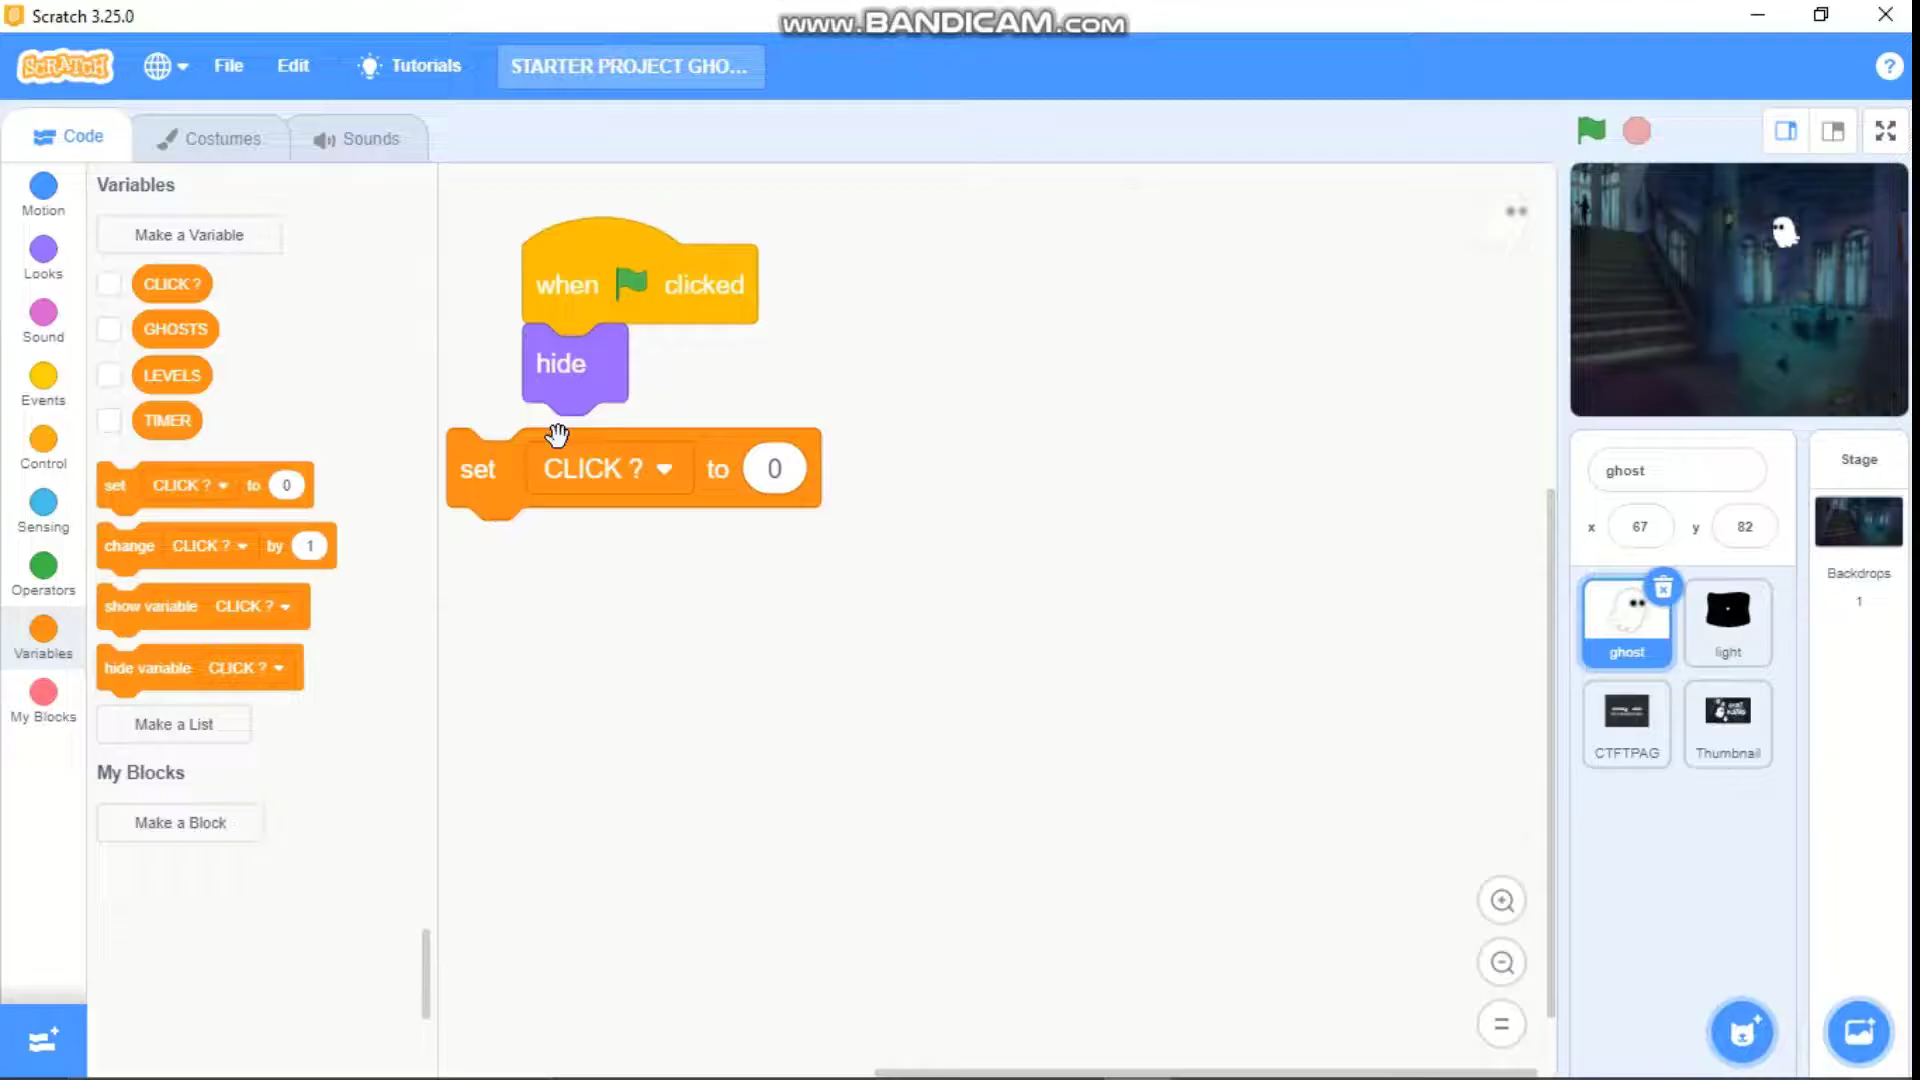 Scratch 3.25.0
www.BANDICAM.com
SCRATCH
File
Edit
Tutorials
STARTER PROJECT GHO...
Code
Costumes
Sounds
Motion
Looks
Sound
Events
Control
Sensing
Operators
Variables
My Blocks
Variables
Make a Variable
CLICK ?
GHOSTS
LEVELS
TIMER
set CLICK ? to 0
change CLICK ? by 1
show variable CLICK ?
hide variable CLICK ?
Make a List
My Blocks
Make a Block
when clicked
hide
set CLICK ? to 0
ghost
x 67 y 82
ghost
light
CTFTPAG
Thumbnail
Stage
Backdrops
1